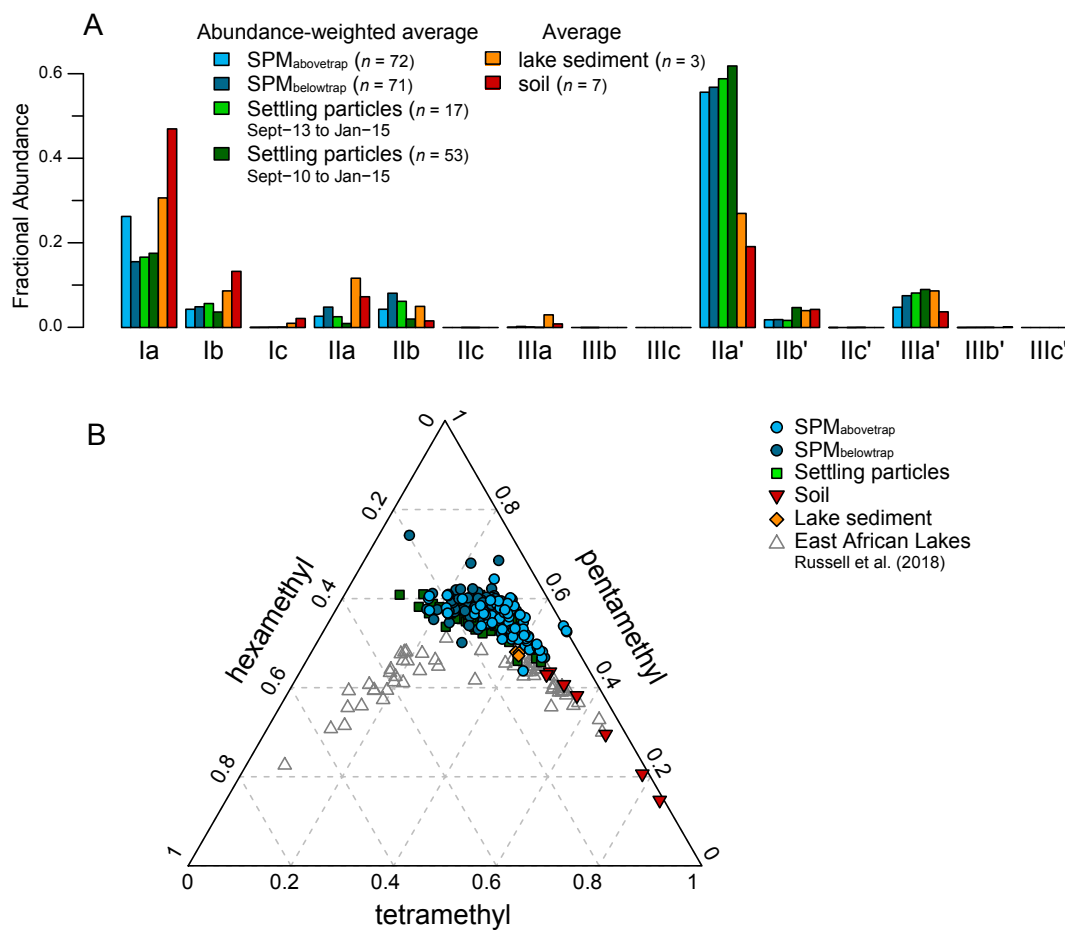 A
Abundance-weighted average
SPMabovetrap (n = 72)
SPMbelowtrap (n = 71)
Settling particles (n = 17)
Sept−13 to Jan−15
Settling particles (n = 53)
Sept−10 to Jan−15
Average
lake sediment (n = 3)
soil (n = 7)
Fractional Abundance
0.6
0.4
0.2
0.0
Ia Ib Ic IIa IIb IIc IIIa IIIb IIIc IIa' IIb' IIc' IIIa' IIIb' IIIc'
B
SPMabovetrap
SPMbelowtrap
Settling particles
Soil
Lake sediment
East African Lakes
Russell et al. (2018)
hexamethyl
0
0.2
0.4
0.6
0.8
1
pentamethyl
1
0.8
0.6
0.4
0.2
0
0 0.2 0.4 0.6 0.8 1
tetramethyl